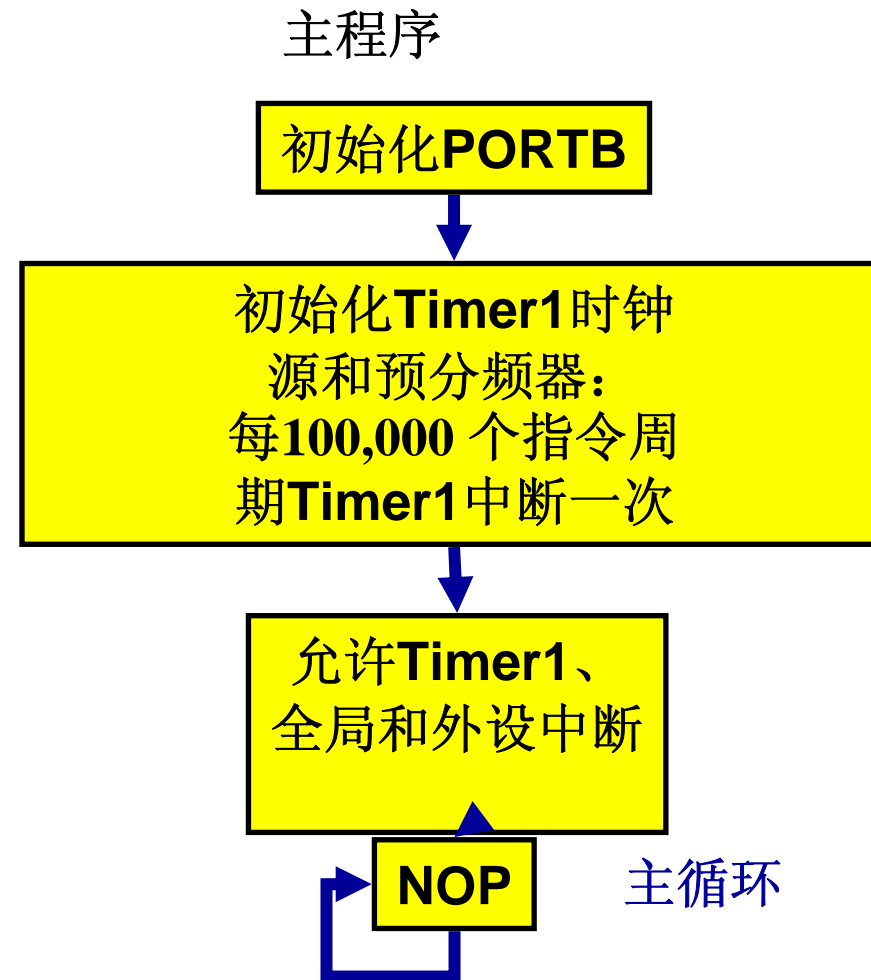 主程序
初始化PORTB
初始化Timer1时钟
源和预分频器：
每100,000 个指令周
期Timer1中断一次
允许Timer1、
全局和外设中断
NOP
主循环